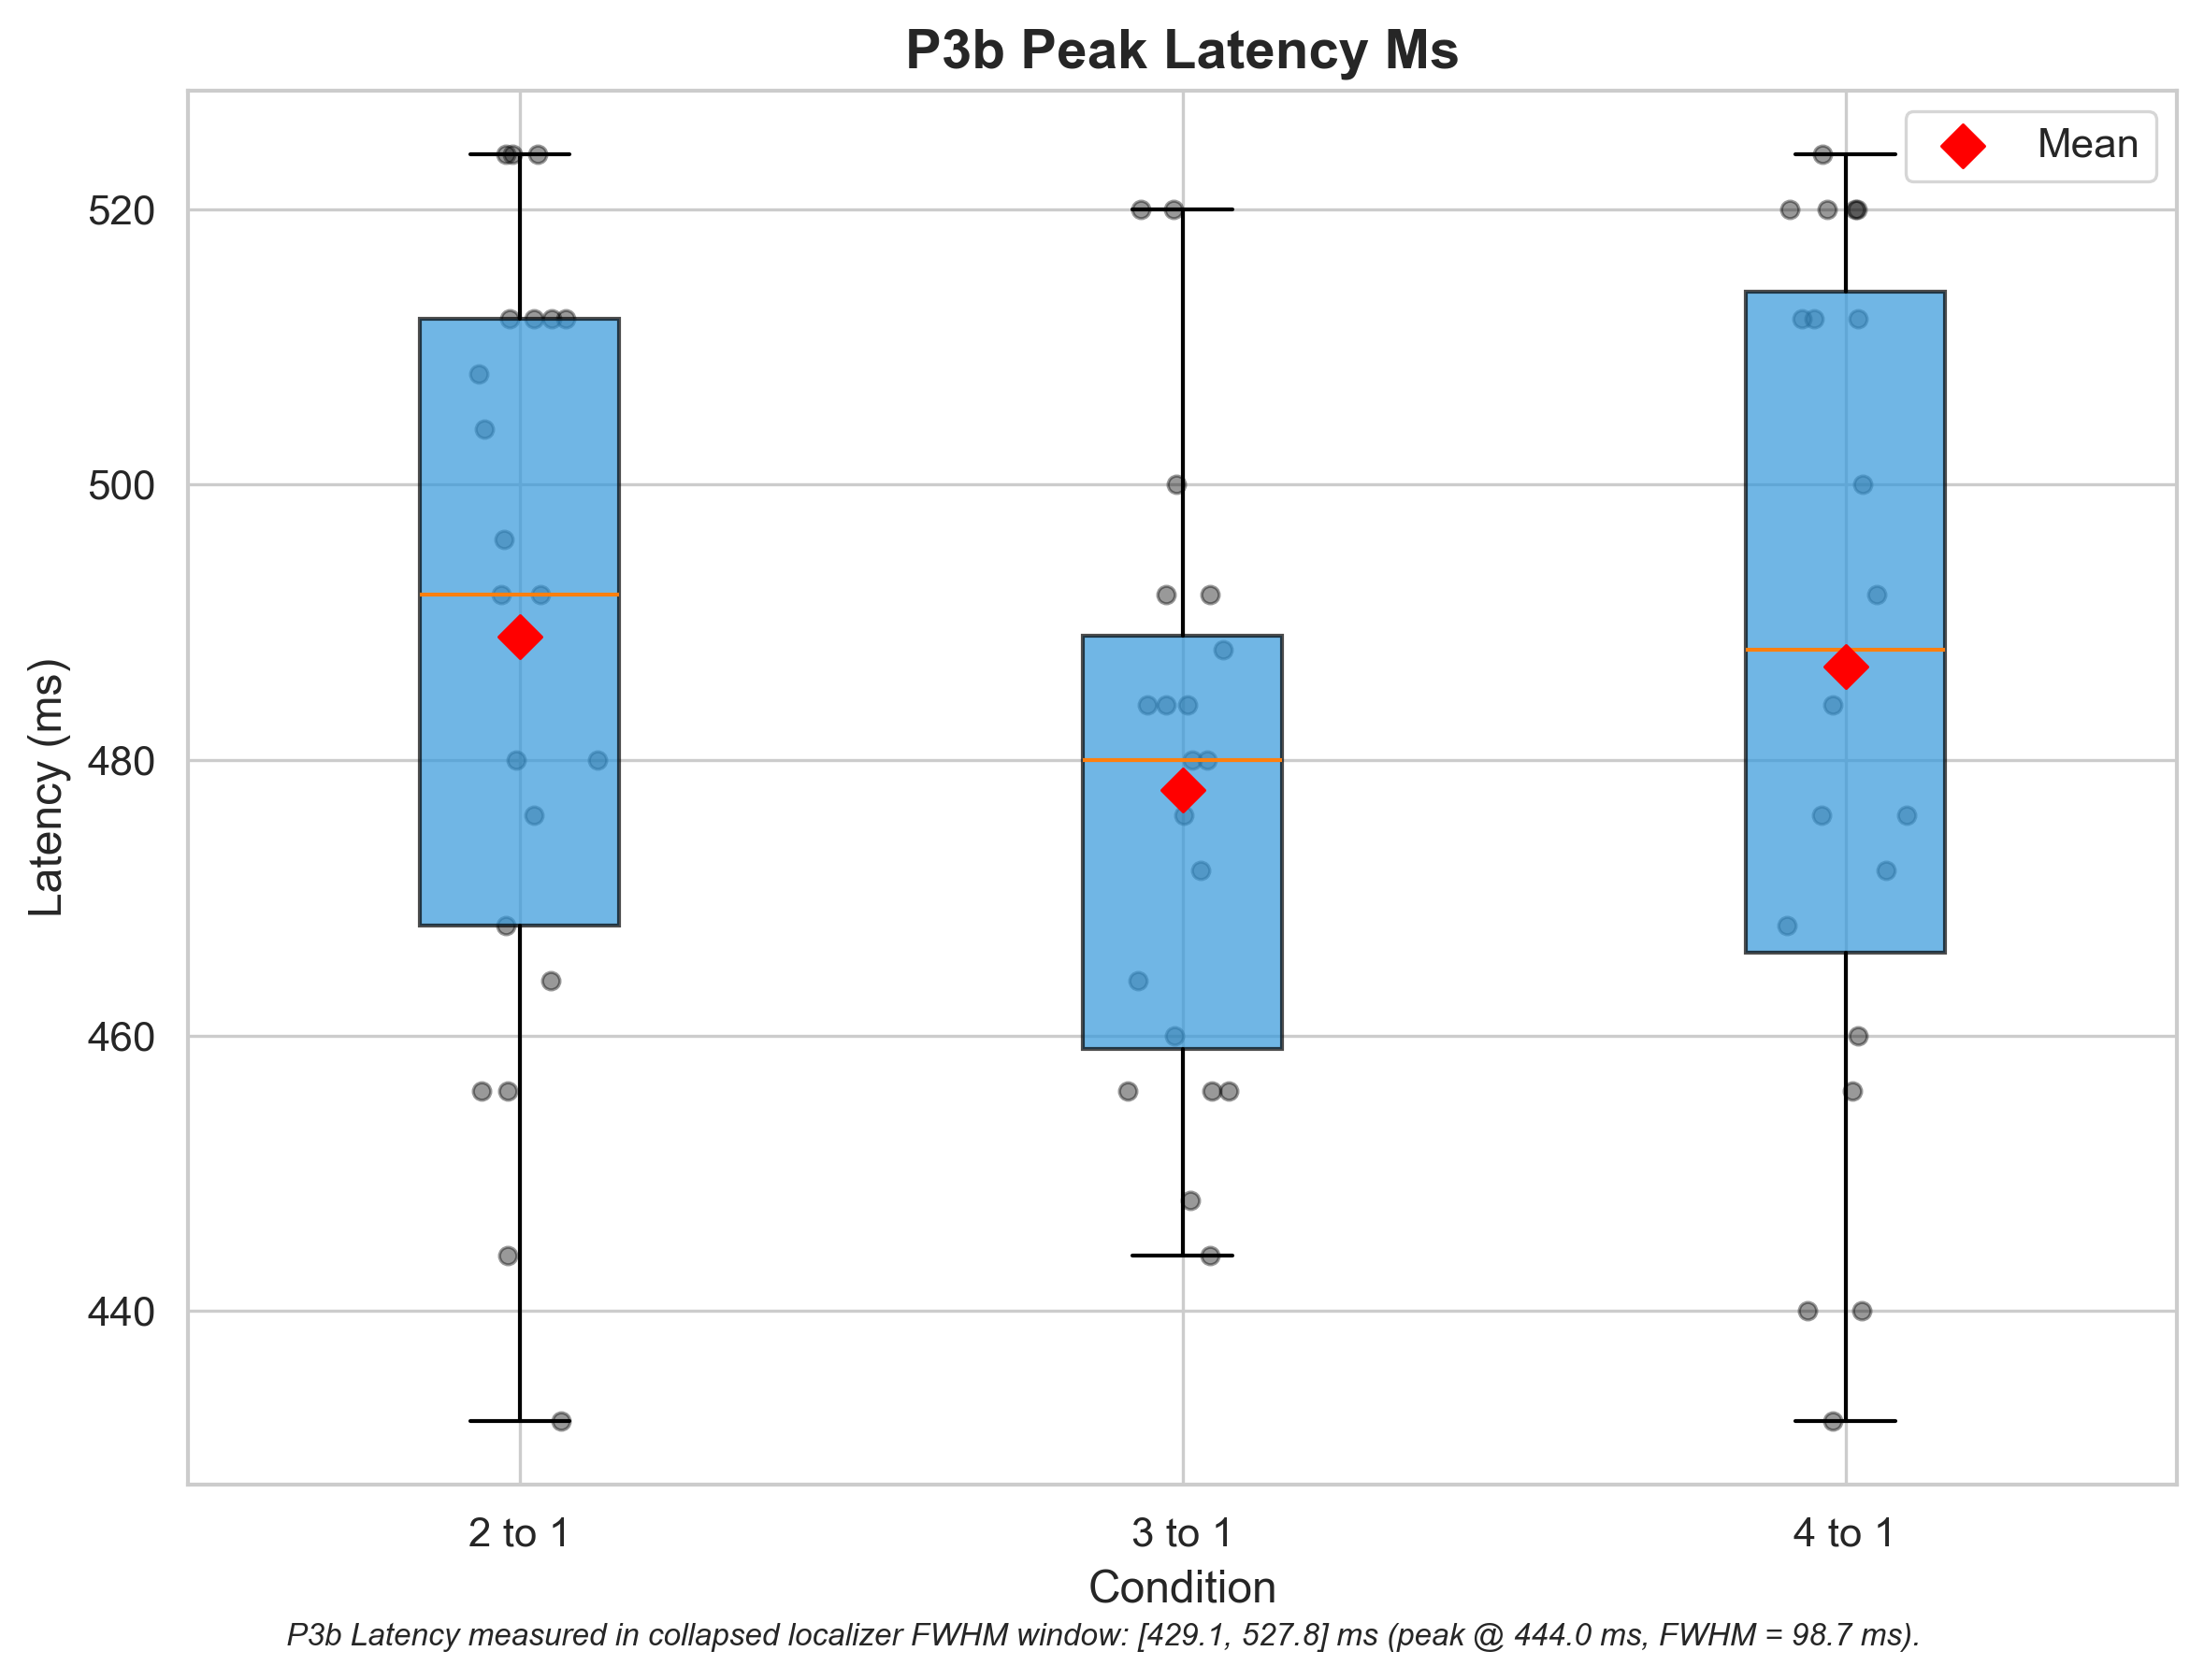 P3b Peak Latency Ms
Mean
520
500
480
460
440
Latency (ms)
2 to 1
3 to 1
4 to 1
Condition
P3b Latency measured in collapsed localizer FWHM window: [429.1, 527.8] ms (peak @ 444.0 ms, FWHM = 98.7 ms).